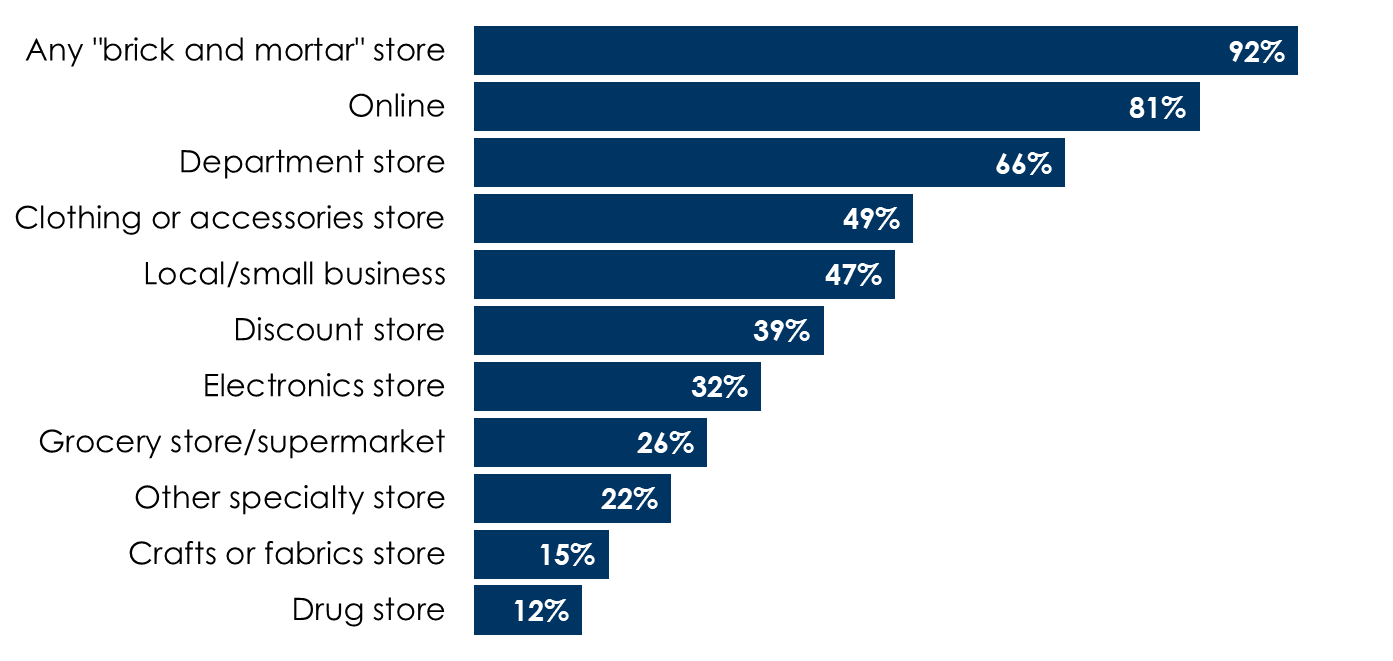 Any "brick and mortar" store 92%
Online 81%
Department store 66%
Clothing or accessories store 49%
Local/small business 47%
Discount store 39%
Electronics store 32%
Grocery store/supermarket 26%
Other specialty store 22%
Crafts or fabrics store 15%
Drug store 12%